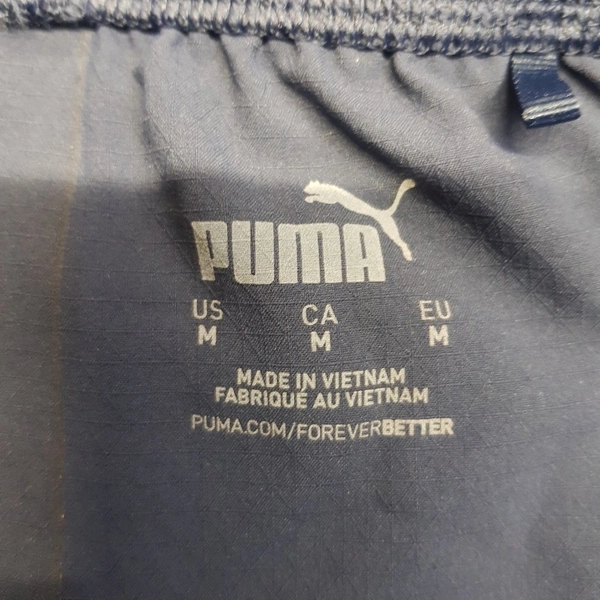 PUMA
US CA EU
M M M
MADE IN VIETNAM
FABRIQUÉ AU VIETNAM
PUMA.COM/FOREVERBETTER